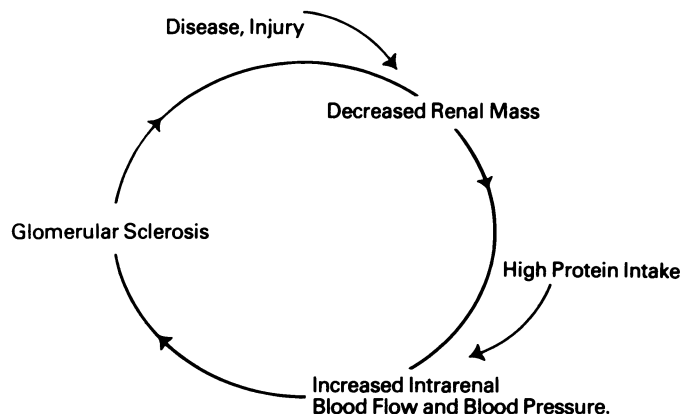 Disease, Injury
Decreased Renal Mass
Glomerular Sclerosis
High Protein Intake
Increased Intrarenal
Blood Flow and Blood Pressure.